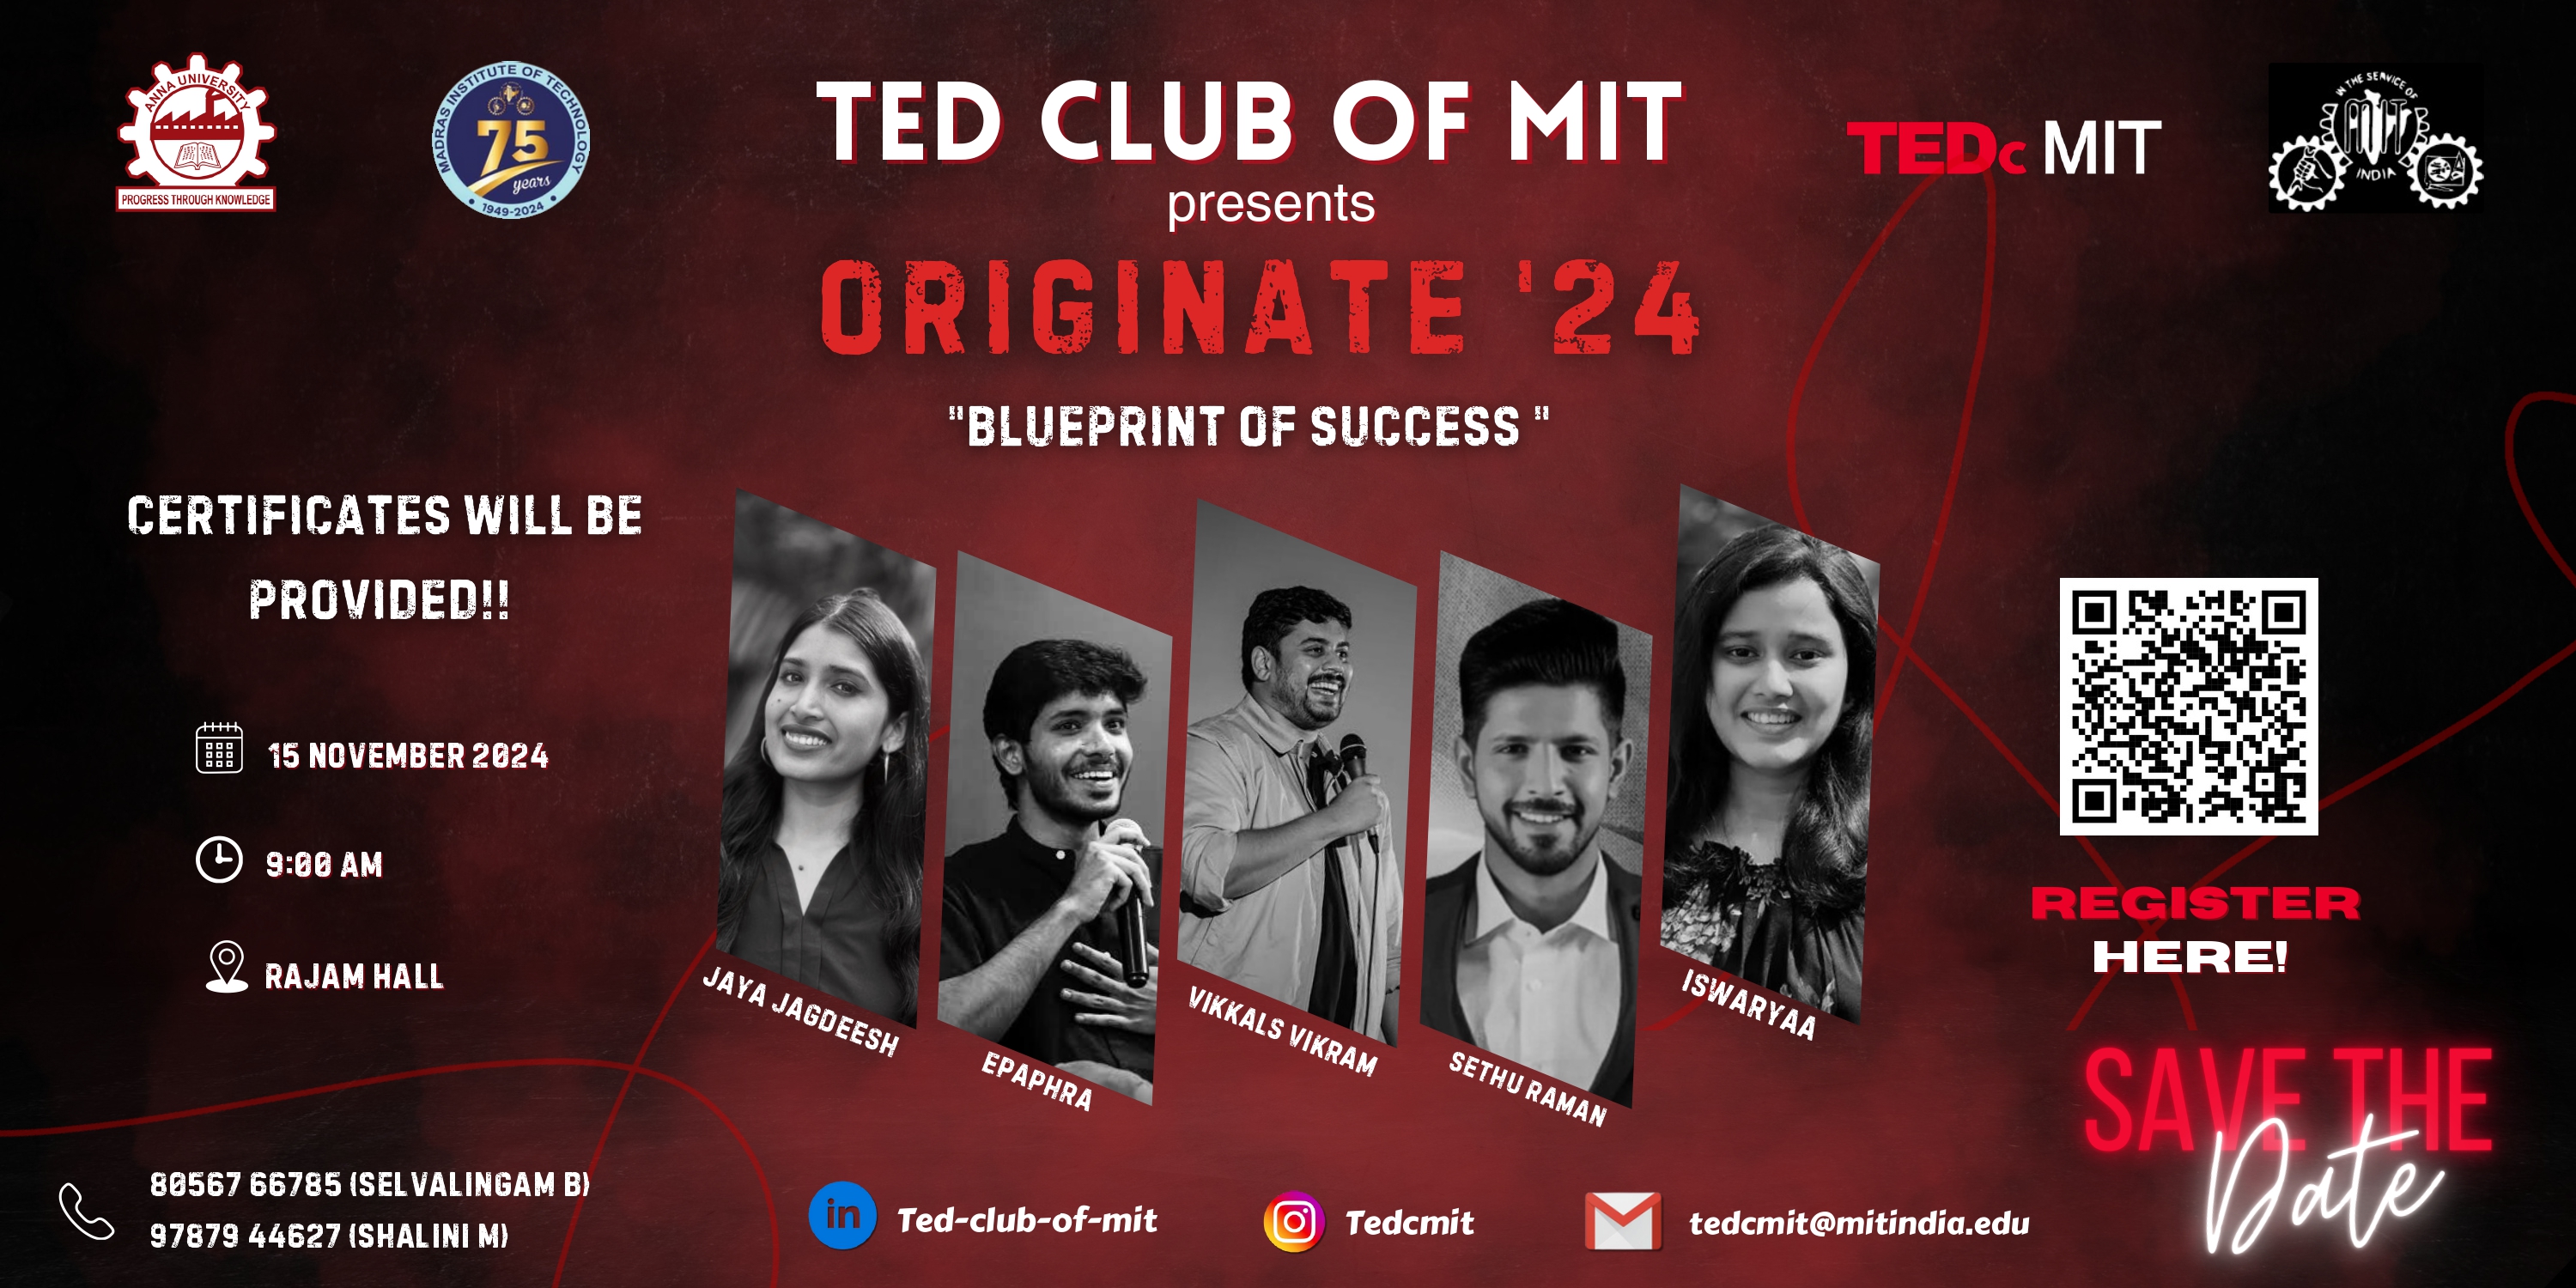 ANNA UNIVERSITY
PROGRESS THROUGH KNOWLEDGE
MADRAS INSTITUTE OF TECHNOLOGY
75
years
1949-2024
TED CLUB OF MIT
presents
TEDc MIT
IN THE SERVICE OF
INDIA
ORIGINATE '24
"BLUEPRINT OF SUCCESS "
CERTIFICATES WILL BE
PROVIDED!!
15 NOVEMBER 2024
9:00 AM
RAJAM HALL
JAYA JAGDEESH
EPAPHRA
VIKKALS VIKRAM
SETHU RAMAN
ISWARYAA
REGISTER
HERE!
SAVE THE
Date
80567 66785 (SELVALINGAM B)
97879 44627 (SHALINI M)
in
Ted-club-of-mit
Tedcmit
tedcmit@mitindia.edu